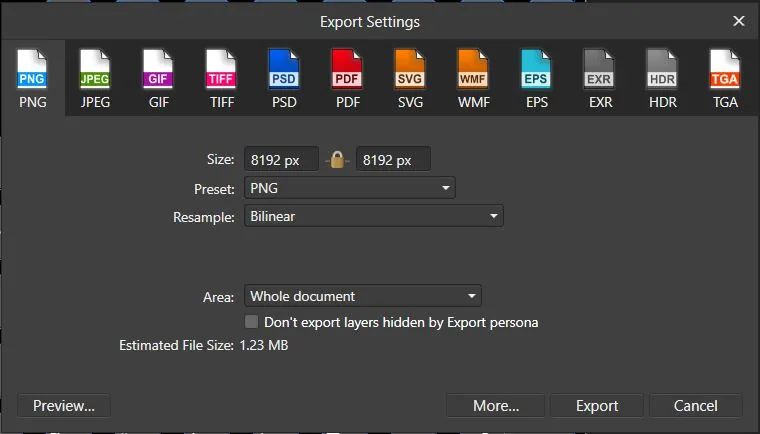 Export Settings
PNG JPEG GIF TIFF PSD PDF SVG WMF EPS EXR HDR TGA
PNG JPEG GIF TIFF PSD PDF SVG WMF EPS EXR HDR TGA
Size: 8192 px 8192 px
Preset: PNG
Resample: Bilinear
Area: Whole document
Don't export layers hidden by Export persona
Estimated File Size: 1.23 MB
Preview... More... Export Cancel